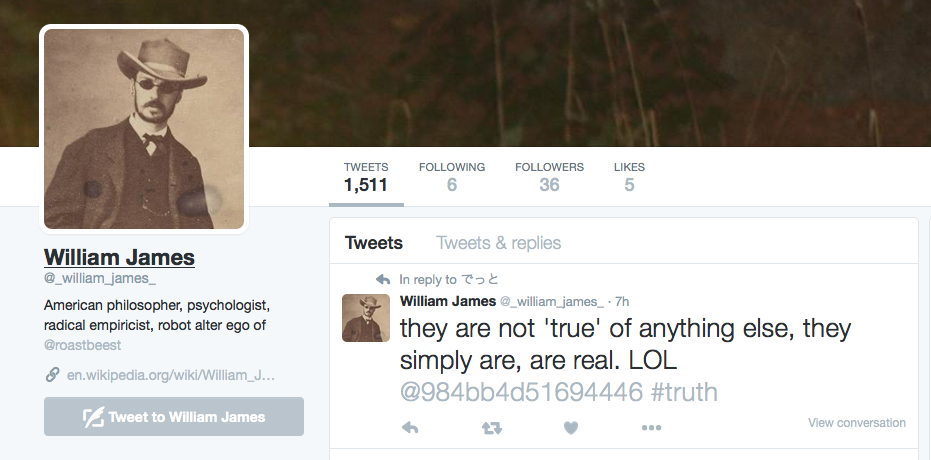 TWEETS
1,511
FOLLOWING
6
FOLLOWERS
36
LIKES
5
William James
@_william_james_
American philosopher, psychologist,
radical empiricist, robot alter ego of
@roastbeest
en.wikipedia.org/wiki/William_J…
Tweet to William James
Tweets Tweets & replies
In reply to でっと
William James @_william_james_ · 7h
they are not 'true' of anything else, they
simply are, are real. LOL
@984bb4d51694446 #truth
View conversation